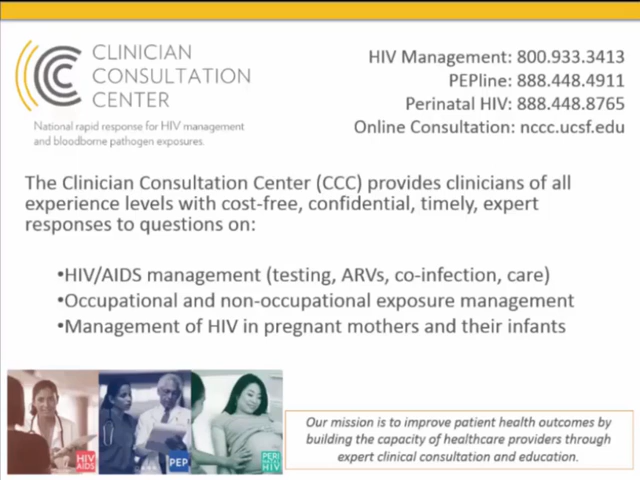 CLINICIAN
CONSULTATION
CENTER
National rapid response for HIV management
and bloodborne pathogen exposures.
HIV Management: 800.933.3413
PEPline: 888.448.4911
Perinatal HIV: 888.448.8765
Online Consultation: nccc.ucsf.edu
The Clinician Consultation Center (CCC) provides clinicians of all
experience levels with cost-free, confidential, timely, expert
responses to questions on:
•HIV/AIDS management (testing, ARVs, co-infection, care)
•Occupational and non-occupational exposure management
•Management of HIV in pregnant mothers and their infants
HIV
AIDS
PEP
PERI
NATAL
HIV
Our mission is to improve patient health outcomes by
building the capacity of healthcare providers through
expert clinical consultation and education.